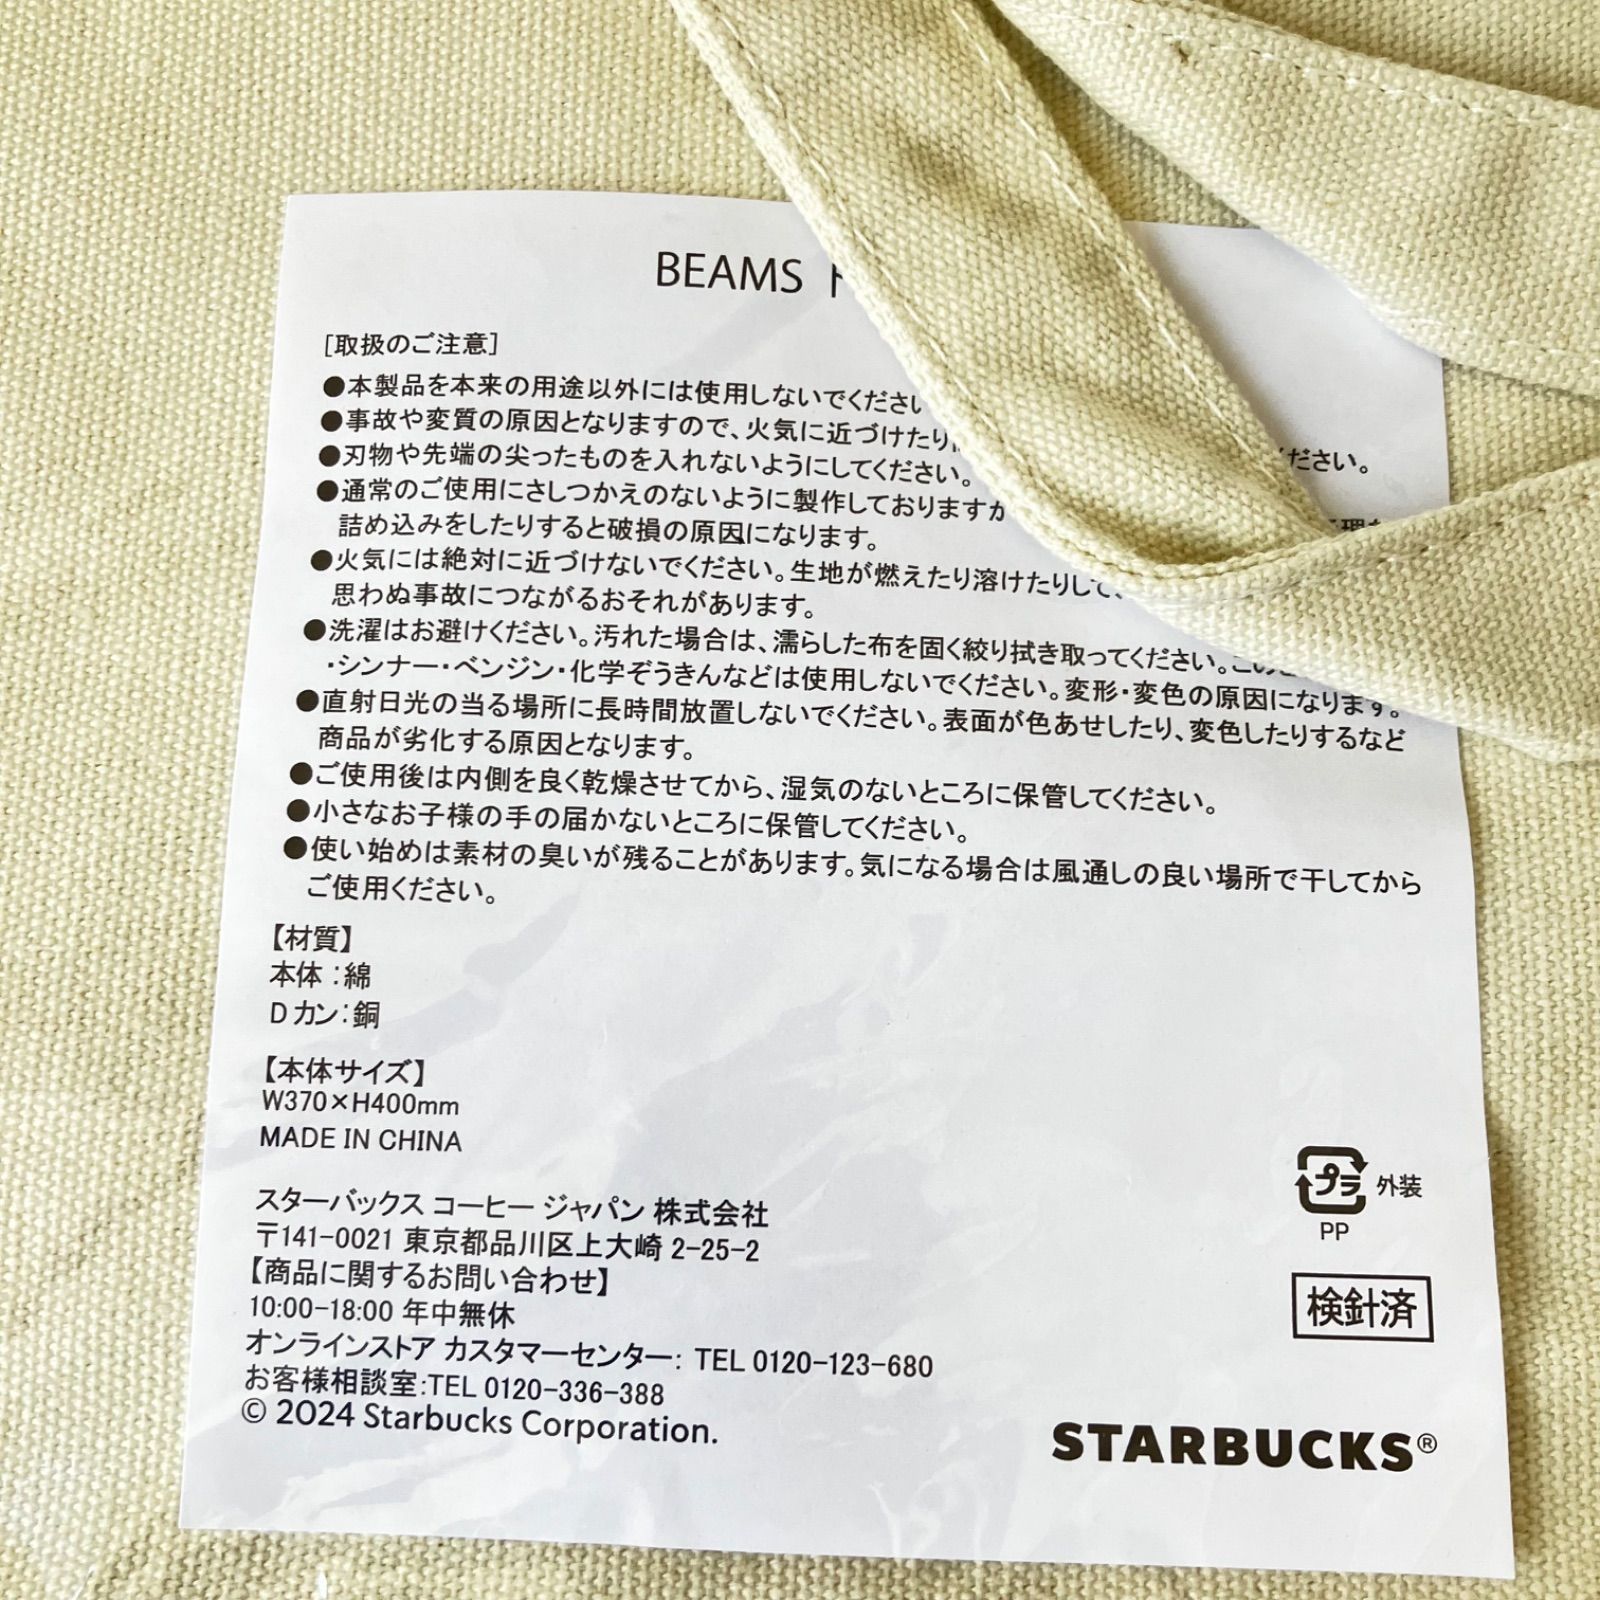 BEAMS ト
[取扱のご注意]
●本製品を本来の用途以外には使用しないでください
●事故や変質の原因となりますので、火気に近づけたり ください。
●刃物や先端の尖ったものを入れないようにしてください。
●通常のご使用にさしつかえのないように製作しておりますが
詰め込みをしたりすると破損の原因になります。
●火気には絶対に近づけないでください。生地が燃えたり溶けたりして、
思わぬ事故につながるおそれがあります。
●洗濯はお避けください。汚れた場合は、濡らした布を固く絞り拭き取ってください。
・シンナー・ベンジン・化学ぞうきんなどは使用しないでください。変形・変色の原因になります。
●直射日光の当る場所に長時間放置しないでください。表面が色あせしたり、変色したりするなど
商品が劣化する原因となります。
●ご使用後は内側を良く乾燥させてから、湿気のないところに保管してください。
●小さなお子様の手の届かないところに保管してください。
●使い始めは素材の臭いが残ることがあります。気になる場合は風通しの良い場所で干してから
ご使用ください。
【材質】
本体：綿
Dカン：銅
【本体サイズ】
W370×H400mm
MADE IN CHINA
スターバックス コーヒー ジャパン 株式会社
〒141-0021 東京都品川区上大崎 2-25-2
【商品に関するお問い合わせ】
10:00-18:00 年中無休
オンラインストア カスタマーセンター： TEL 0120-123-680
お客様相談室：TEL 0120-336-388
© 2024 Starbucks Corporation.
プラ 外装
PP
検針済
STARBUCKS®